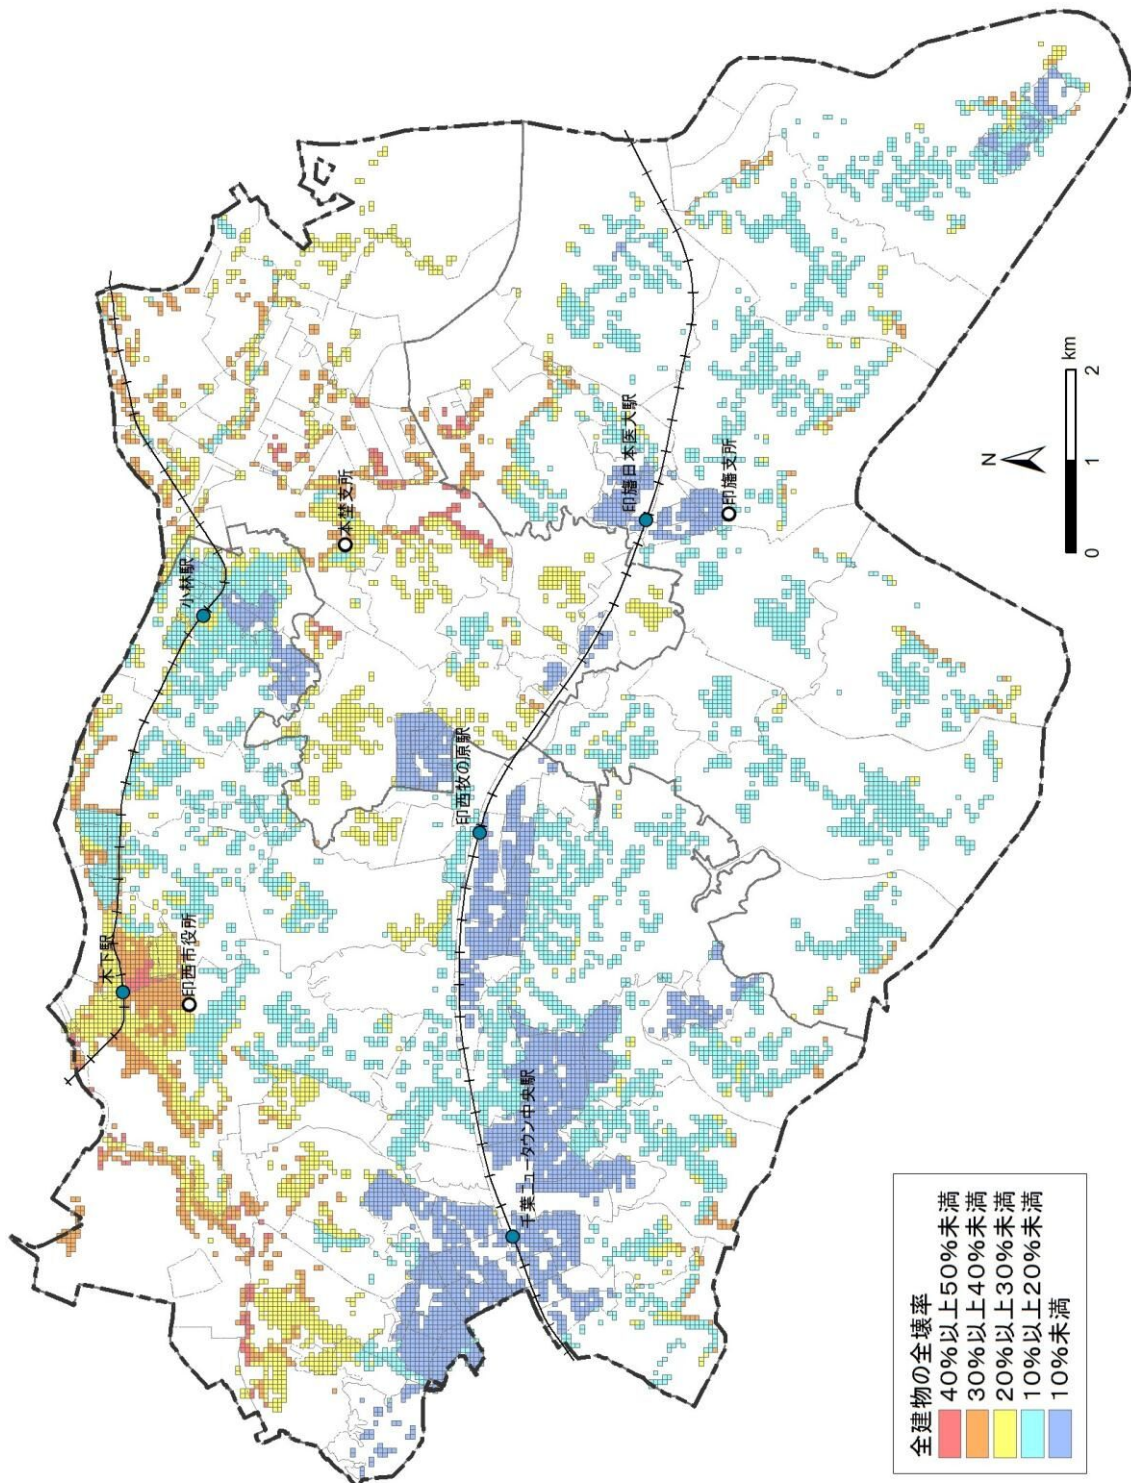 木下駅
印西市役所
小林駅
本埜支所
印西牧の原駅
千葉ニュータウン中央駅
印旛日本医大駅
印旛支所
N
0 1 2 km
全建物の全壊率
40%以上50%未満
30%以上40%未満
20%以上30%未満
10%以上20%未満
10%未満